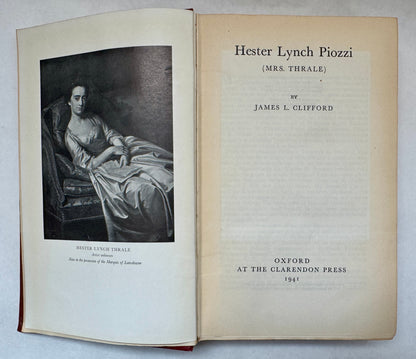 HESTER LYNCH THRALE
Artist unknown
Now in the possession of the Marquis of Lansdowne
Hester Lynch Piozzi
(MRS. THRALE)
BY
JAMES L. CLIFFORD
OXFORD
AT THE CLARENDON PRESS
1941